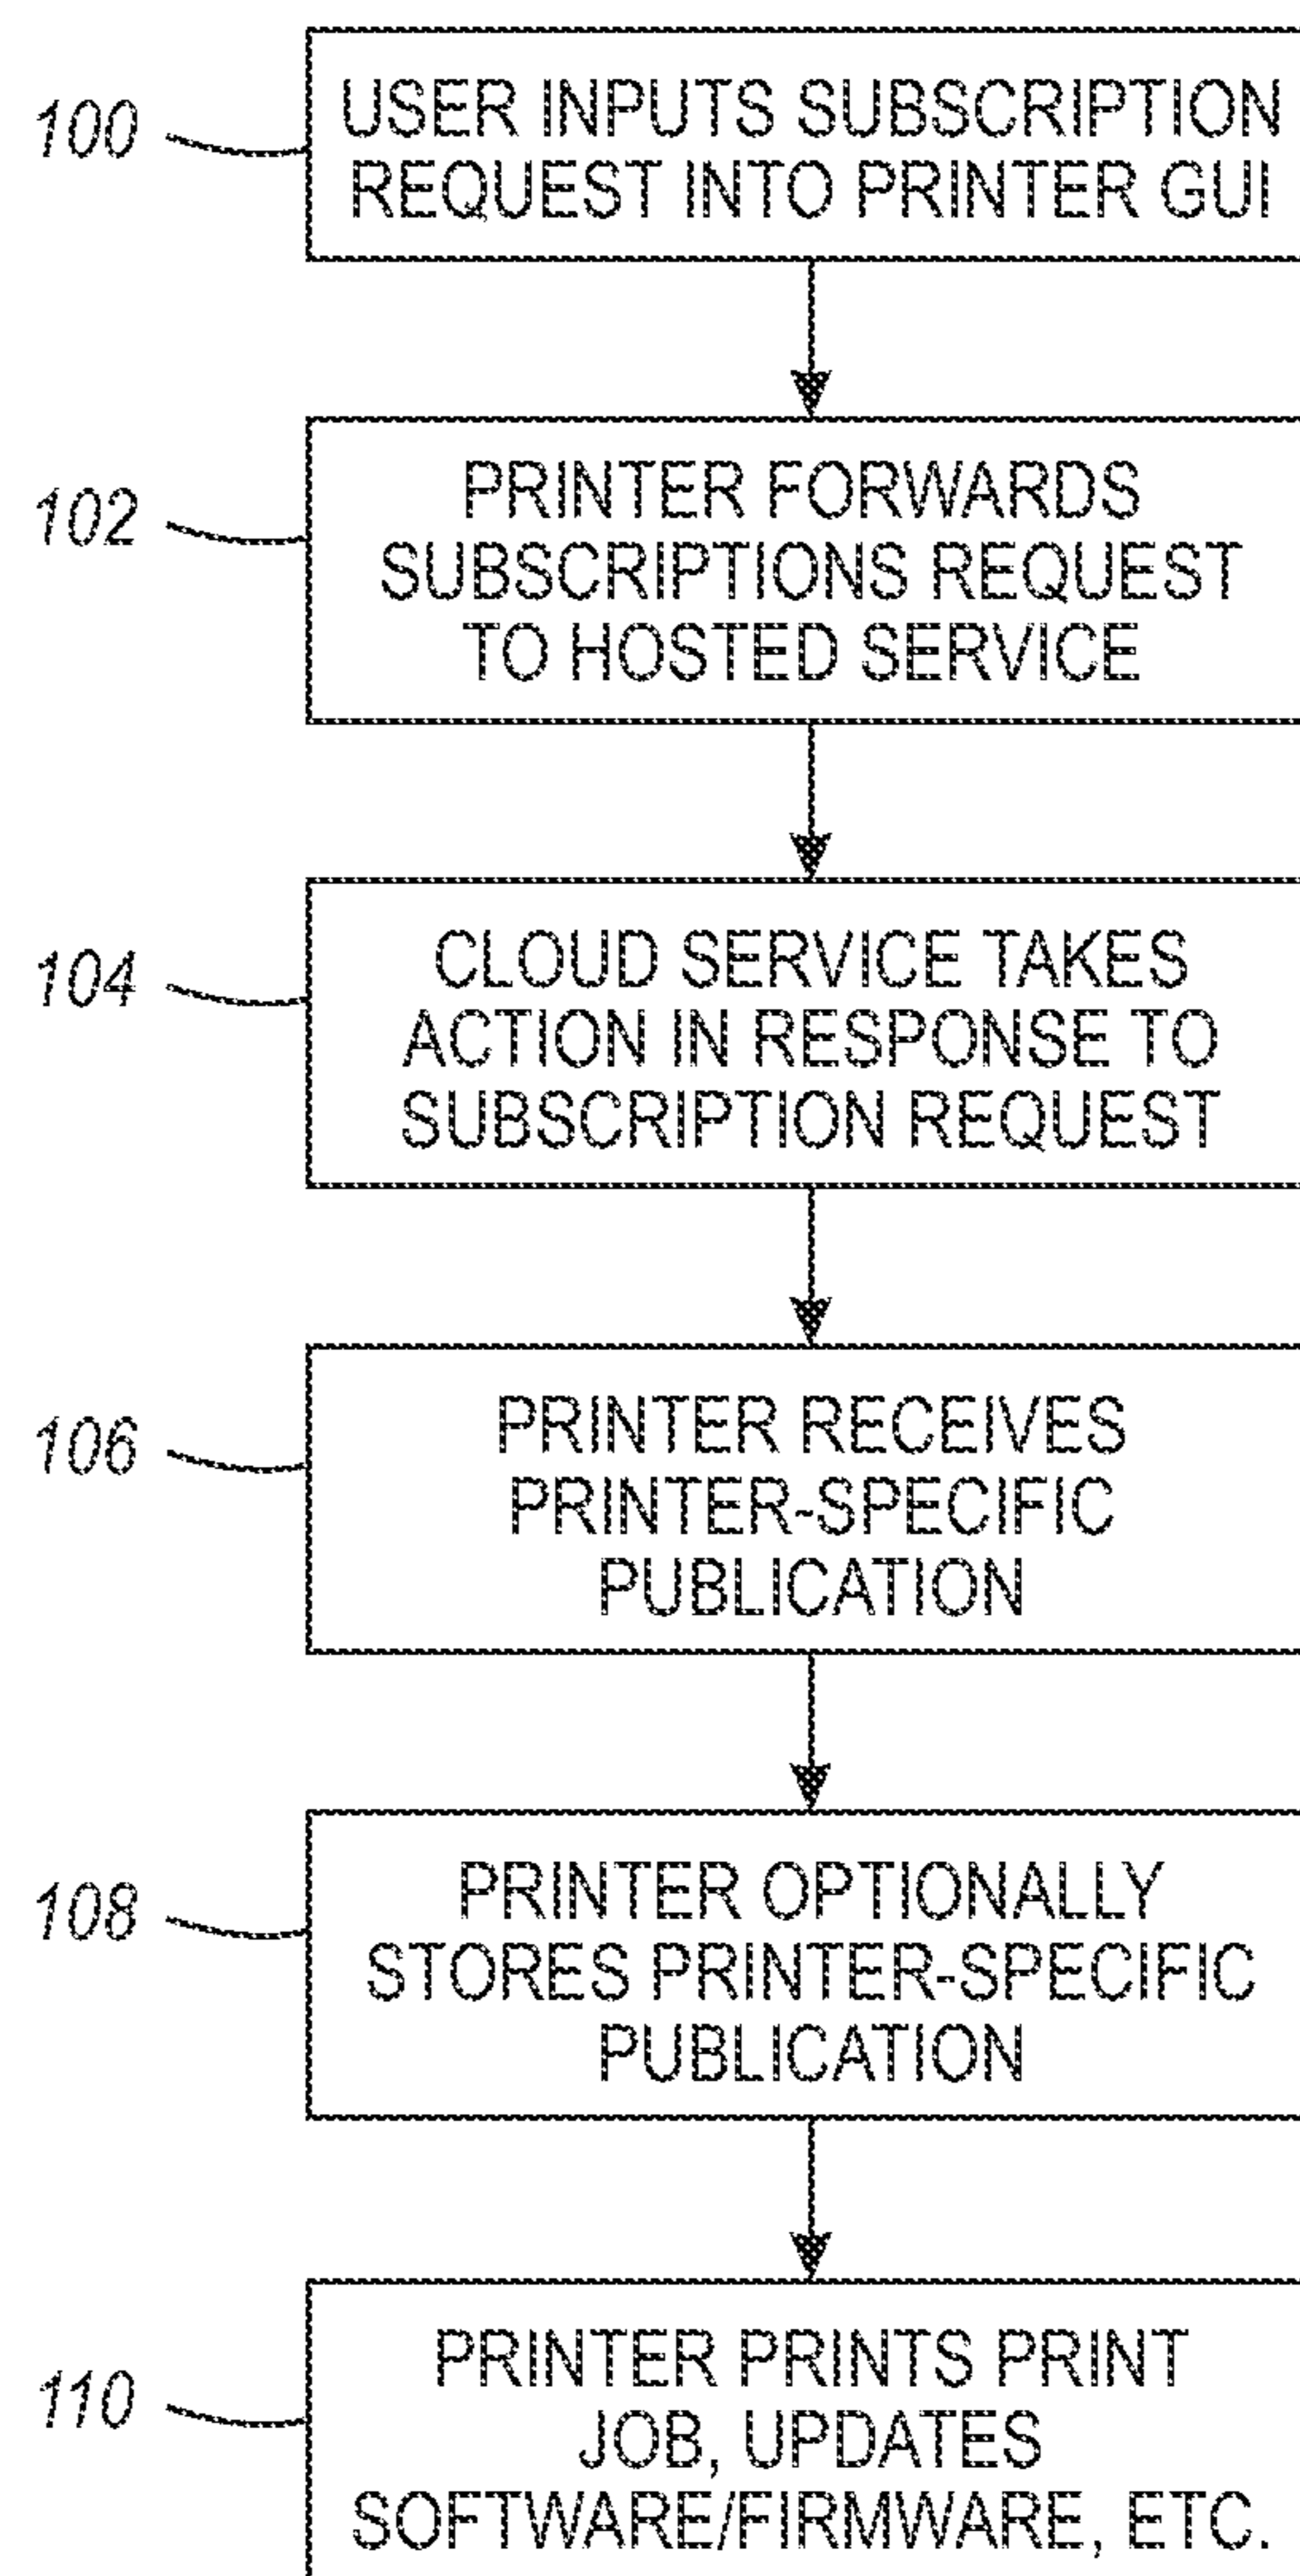 100
USER INPUTS SUBSCRIPTION
REQUEST INTO PRINTER GUI
102
PRINTER FORWARDS
SUBSCRIPTIONS REQUEST
TO HOSTED SERVICE
104
CLOUD SERVICE TAKES
ACTION IN RESPONSE TO
SUBSCRIPTION REQUEST
106
PRINTER RECEIVES
PRINTER-SPECIFIC
PUBLICATION
108
PRINTER OPTIONALLY
STORES PRINTER-SPECIFIC
PUBLICATION
110
PRINTER PRINTS PRINT
JOB, UPDATES
SOFTWARE/FIRMWARE, ETC.